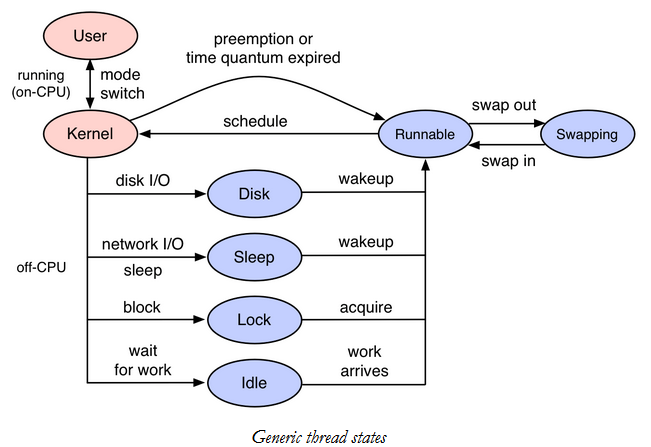 User
preemption or
time quantum expired
running
(on-CPU)
mode
switch
swap out
Kernel
schedule
Runnable
Swapping
swap in
disk I/O
Disk
wakeup
network I/O
sleep
Sleep
wakeup
off-CPU
block
Lock
acquire
wait
for work
Idle
work
arrives
Generic thread states